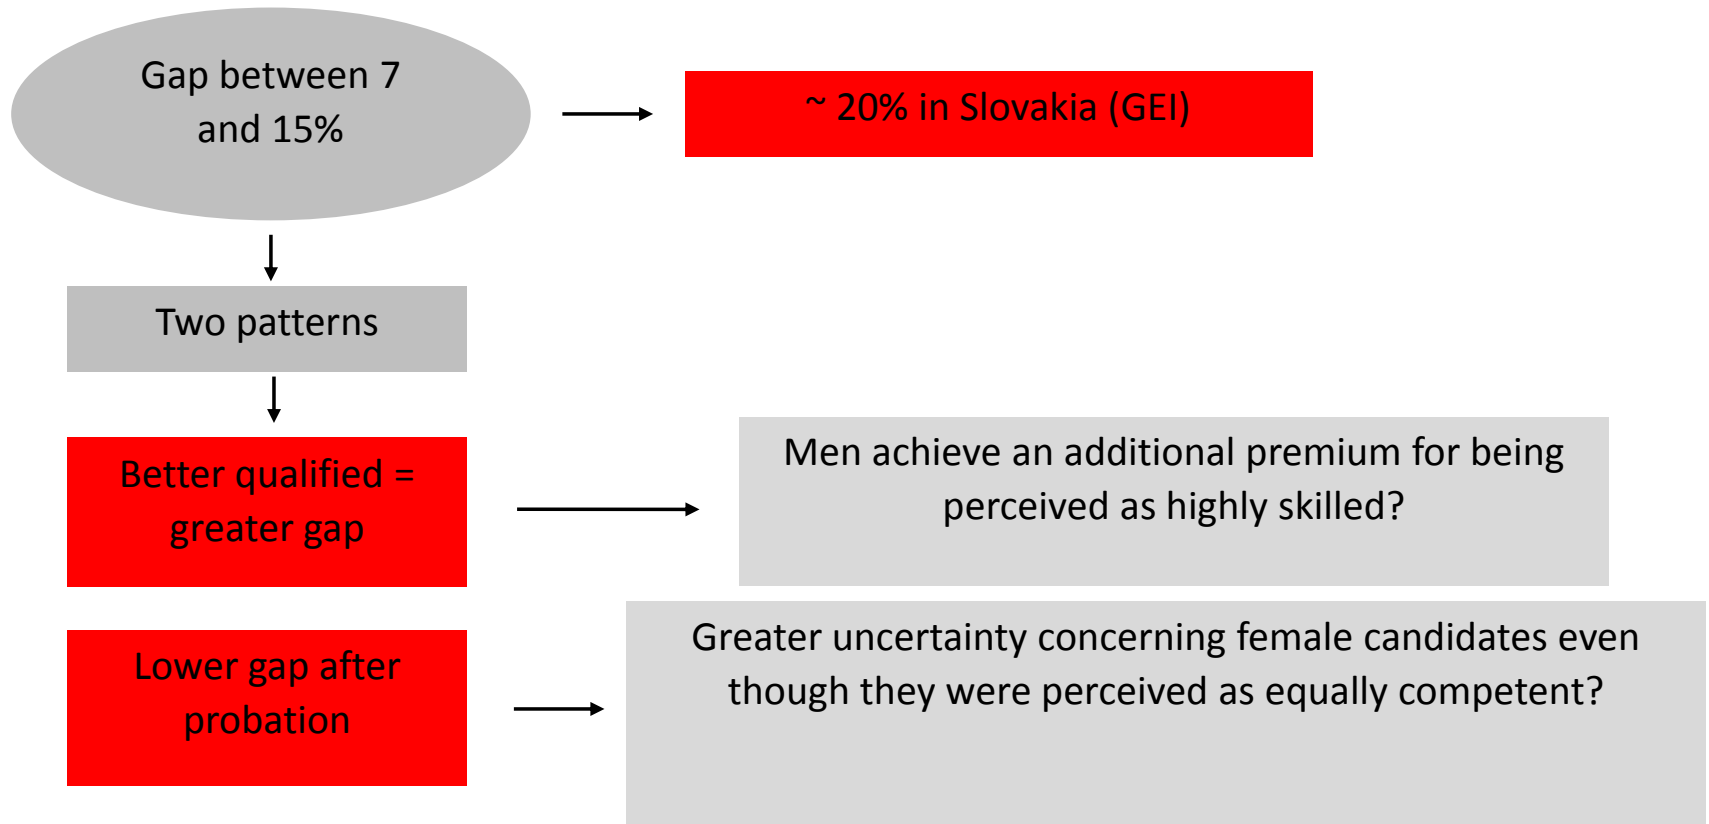 Gap between 7
and 15%
~ 20% in Slovakia (GEI)
Two patterns
Better qualified =
greater gap
Men achieve an additional premium for being
perceived as highly skilled?
Lower gap after
probation
Greater uncertainty concerning female candidates even
though they were perceived as equally competent?